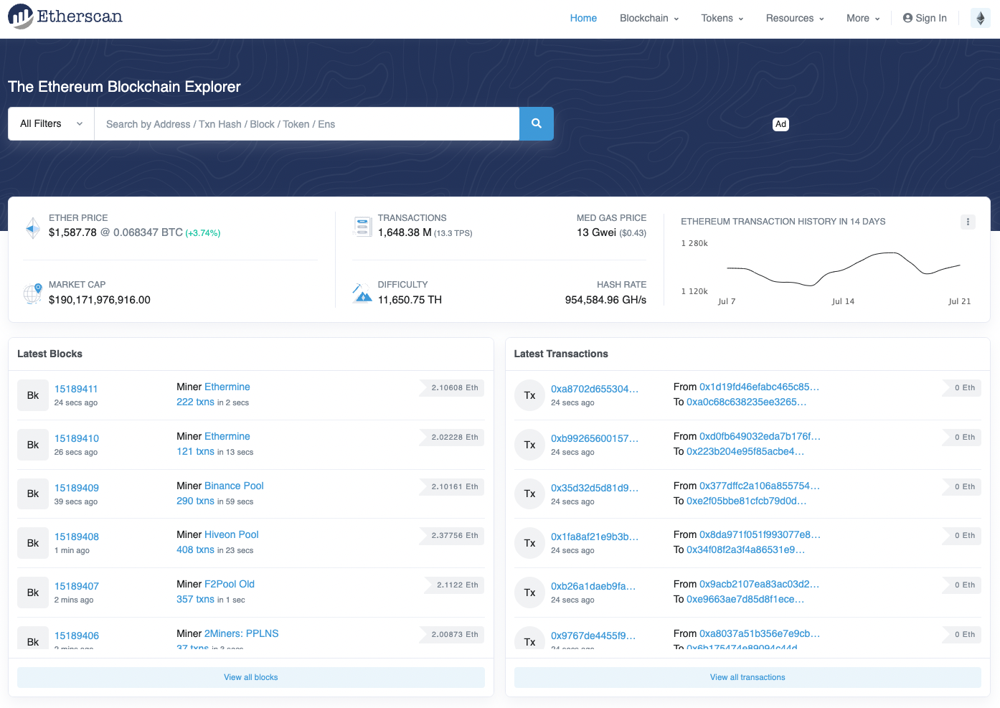 Etherscan
Home Blockchain Tokens Resources More Sign In
The Ethereum Blockchain Explorer
All Filters Search by Address / Txn Hash / Block / Token / Ens
Ad
ETHER PRICE
$1,587.78 @ 0.068347 BTC (+3.74%)
MARKET CAP
$190,171,976,916.00
TRANSACTIONS
1,648.38 M (13.3 TPS)
MED GAS PRICE
13 Gwei ($0.43)
DIFFICULTY
11,650.75 TH
HASH RATE
954,584.96 GH/s
ETHEREUM TRANSACTION HISTORY IN 14 DAYS
1 280k
1 120k
Jul 7 Jul 14 Jul 21
Latest Blocks
Bk 15189411 Miner Ethermine 2.10608 Eth
24 secs ago 222 txns in 2 secs
Bk 15189410 Miner Ethermine 2.02228 Eth
26 secs ago 121 txns in 13 secs
Bk 15189409 Miner Binance Pool 2.10161 Eth
39 secs ago 290 txns in 59 secs
Bk 15189408 Miner Hiveon Pool 2.37756 Eth
1 min ago 408 txns in 23 secs
Bk 15189407 Miner F2Pool Old 2.1122 Eth
2 mins ago 357 txns in 1 sec
Bk 15189406 Miner 2Miners: PPLNS 2.00873 Eth
2 mins ago 37 txns in 3 secs
View all blocks
Latest Transactions
Tx 0xa8702d655304... From 0x1d19fd46efabc465c85... 0 Eth
24 secs ago To 0xa0c68c638235ee3265...
Tx 0xb99265600157... From 0xd0fb649032eda7b176f... 0 Eth
24 secs ago To 0x223b204e95f85acbe4...
Tx 0x35d32d5d81d9... From 0x377dffc2a106a855754... 0 Eth
24 secs ago To 0xe2f05bbe81cfcb79d0d...
Tx 0x1fa8af21e9b3b... From 0x8da971f051f993077e8... 0 Eth
24 secs ago To 0x34f08f2a3f4a86531e9...
Tx 0xb26a1daeb9fa... From 0x9acb2107ea83ac03d2... 0 Eth
24 secs ago To 0xe9663ae7d85d8f1ece...
Tx 0x9767de4455f9... From 0xa8037a51b356e7e9cb... 0 Eth
24 secs ago To 0x6b175474e89094c44d...
View all transactions